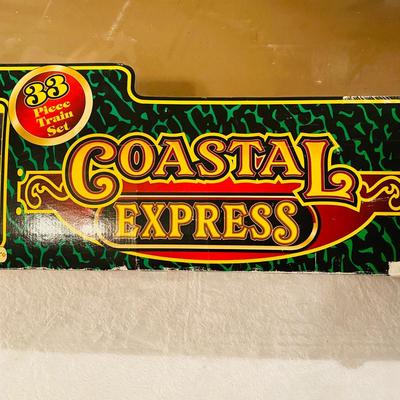 33
Piece
Train
Set
COASTAL
EXPRESS